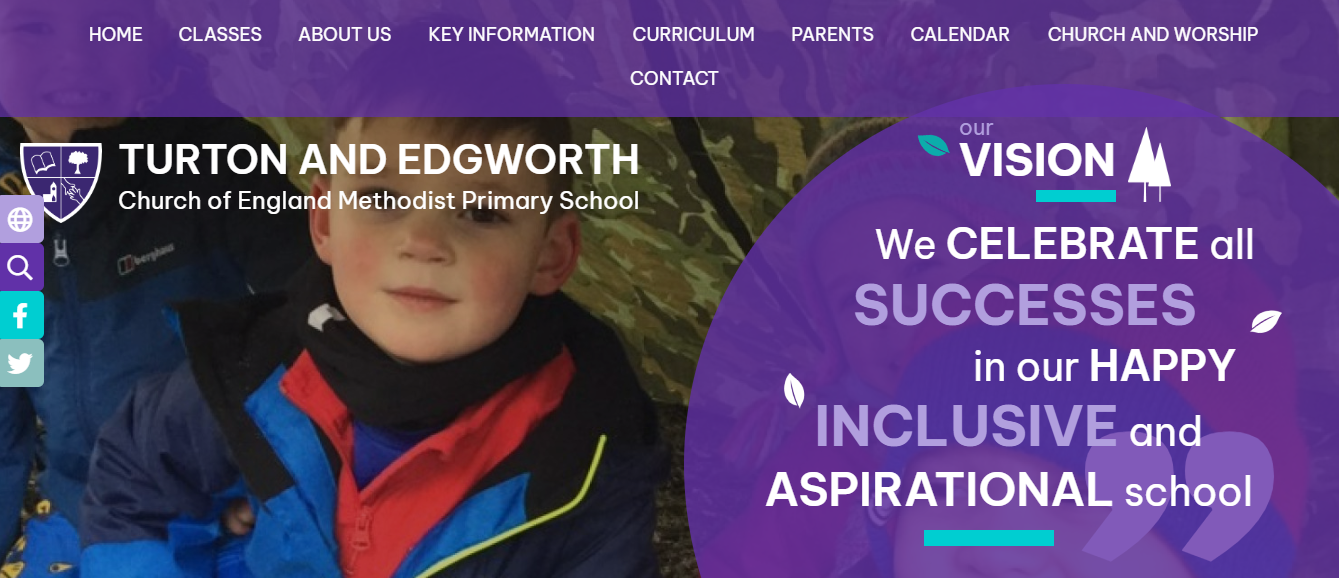 HOME CLASSES ABOUT US KEY INFORMATION CURRICULUM PARENTS CALENDAR CHURCH AND WORSHIP
CONTACT
TURTON AND EDGWORTH
Church of England Methodist Primary School
berghaus
our
VISION
We CELEBRATE all
SUCCESSES
in our HAPPY
INCLUSIVE and
ASPIRATIONAL school